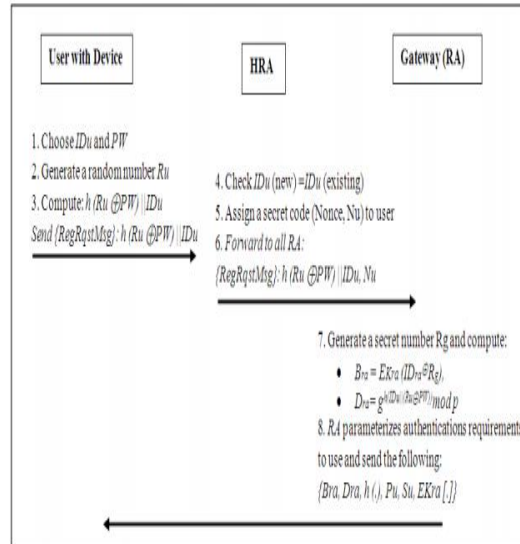 User with Device
HRA
Gateway (RA)
1. Choose IDu and PW
2. Generate a random number Ru
3. Compute: h (Ru ⊕PW) ||IDu
Send {RegRqstMsg}: h (Ru ⊕PW) ||IDu
4. Check IDu (new) =IDu (existing)
5. Assign a secret code (Nonce, Nu) to user
6. Forward to all RA:
{RegRqstMsg}: h (Ru ⊕PW) ||IDu, Nu
7. Generate a secret number Rg and compute:
• Bra = EKra (IDra⊕Rg),
• Dra = g^h(IDu||(Ru⊕PW)) mod p
8. RA parameterizes authentications requirements
to use and send the following:
{Bra, Dra, h (.), Pu, Su, EKra [.]}